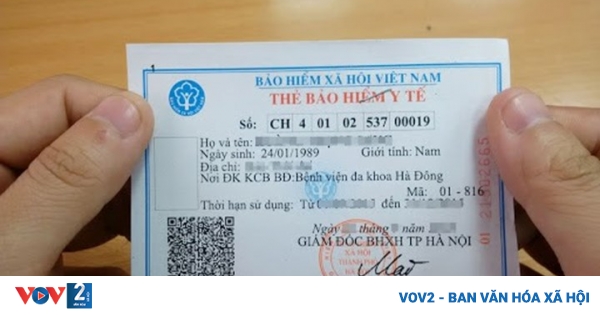 1
BẢO HIỂM XÃ HỘI VIỆT NAM
THẺ BẢO HIỂM Y TẾ
Số: CH 4 01 02 537 00019
Họ và tên:
Ngày sinh: 24/01/1989 Giới tính: Nam
Địa chỉ:
Nơi ĐK KCB BĐ: Bệnh viện đa khoa Hà Đông
Mã: 01 - 816
Thời hạn sử dụng: Từ đến
Ngày tháng năm
GIÁM ĐỐC BHXH TP HÀ NỘI
VOV2
VOV2 - BAN VĂN HÓA XÃ HỘI